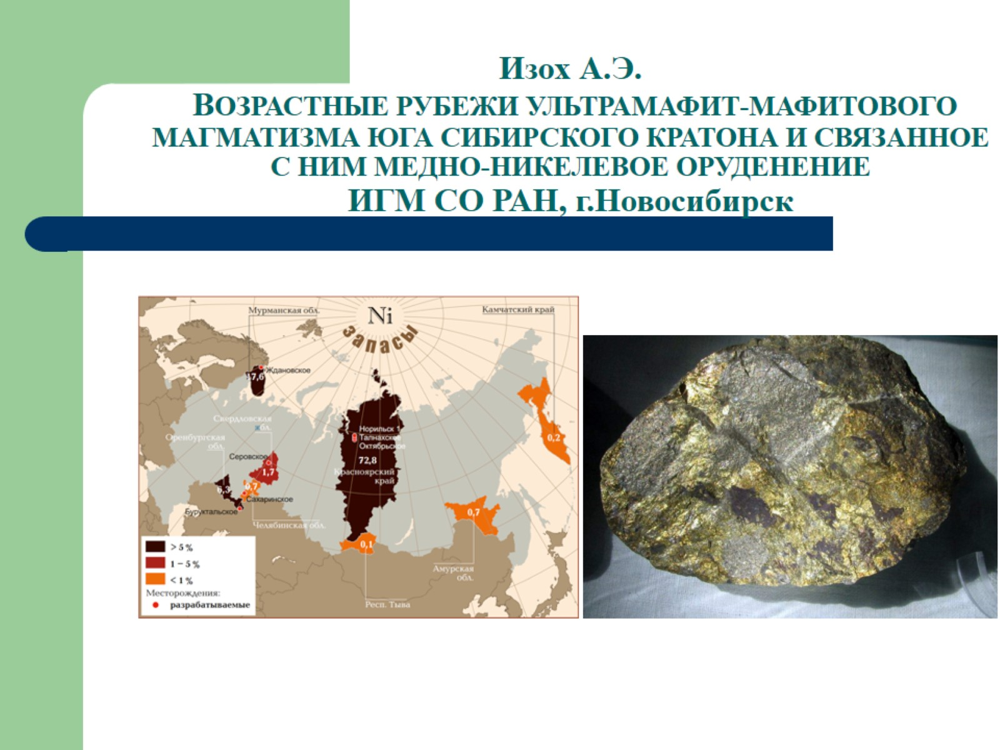 Изох А.Э.
ВОЗРАСТНЫЕ РУБЕЖИ УЛЬТРАМАФИТ-МАФИТОВОГО
МАГМАТИЗМА ЮГА СИБИРСКОГО КРАТОНА И СВЯЗАННОЕ
С НИМ МЕДНО-НИКЕЛЕВОЕ ОРУДЕНЕНИЕ
ИГМ СО РАН, г.Новосибирск
Мурманская обл.
Ni
запасы
Камчатский край
Ждановское
17,6
Свердловская
обл.
Оренбургская
обл.
Серовское
1,7
6,3
0,7
Сахаринское
Буруктальское
Челябинская обл.
Норильск 1
Талнахское
Октябрьское
72,8
Красноярский
край
0,2
0,7
0,1
Амурская
обл.
Респ. Тыва
> 5 %
1 – 5 %
< 1 %
Месторождения:
разрабатываемые